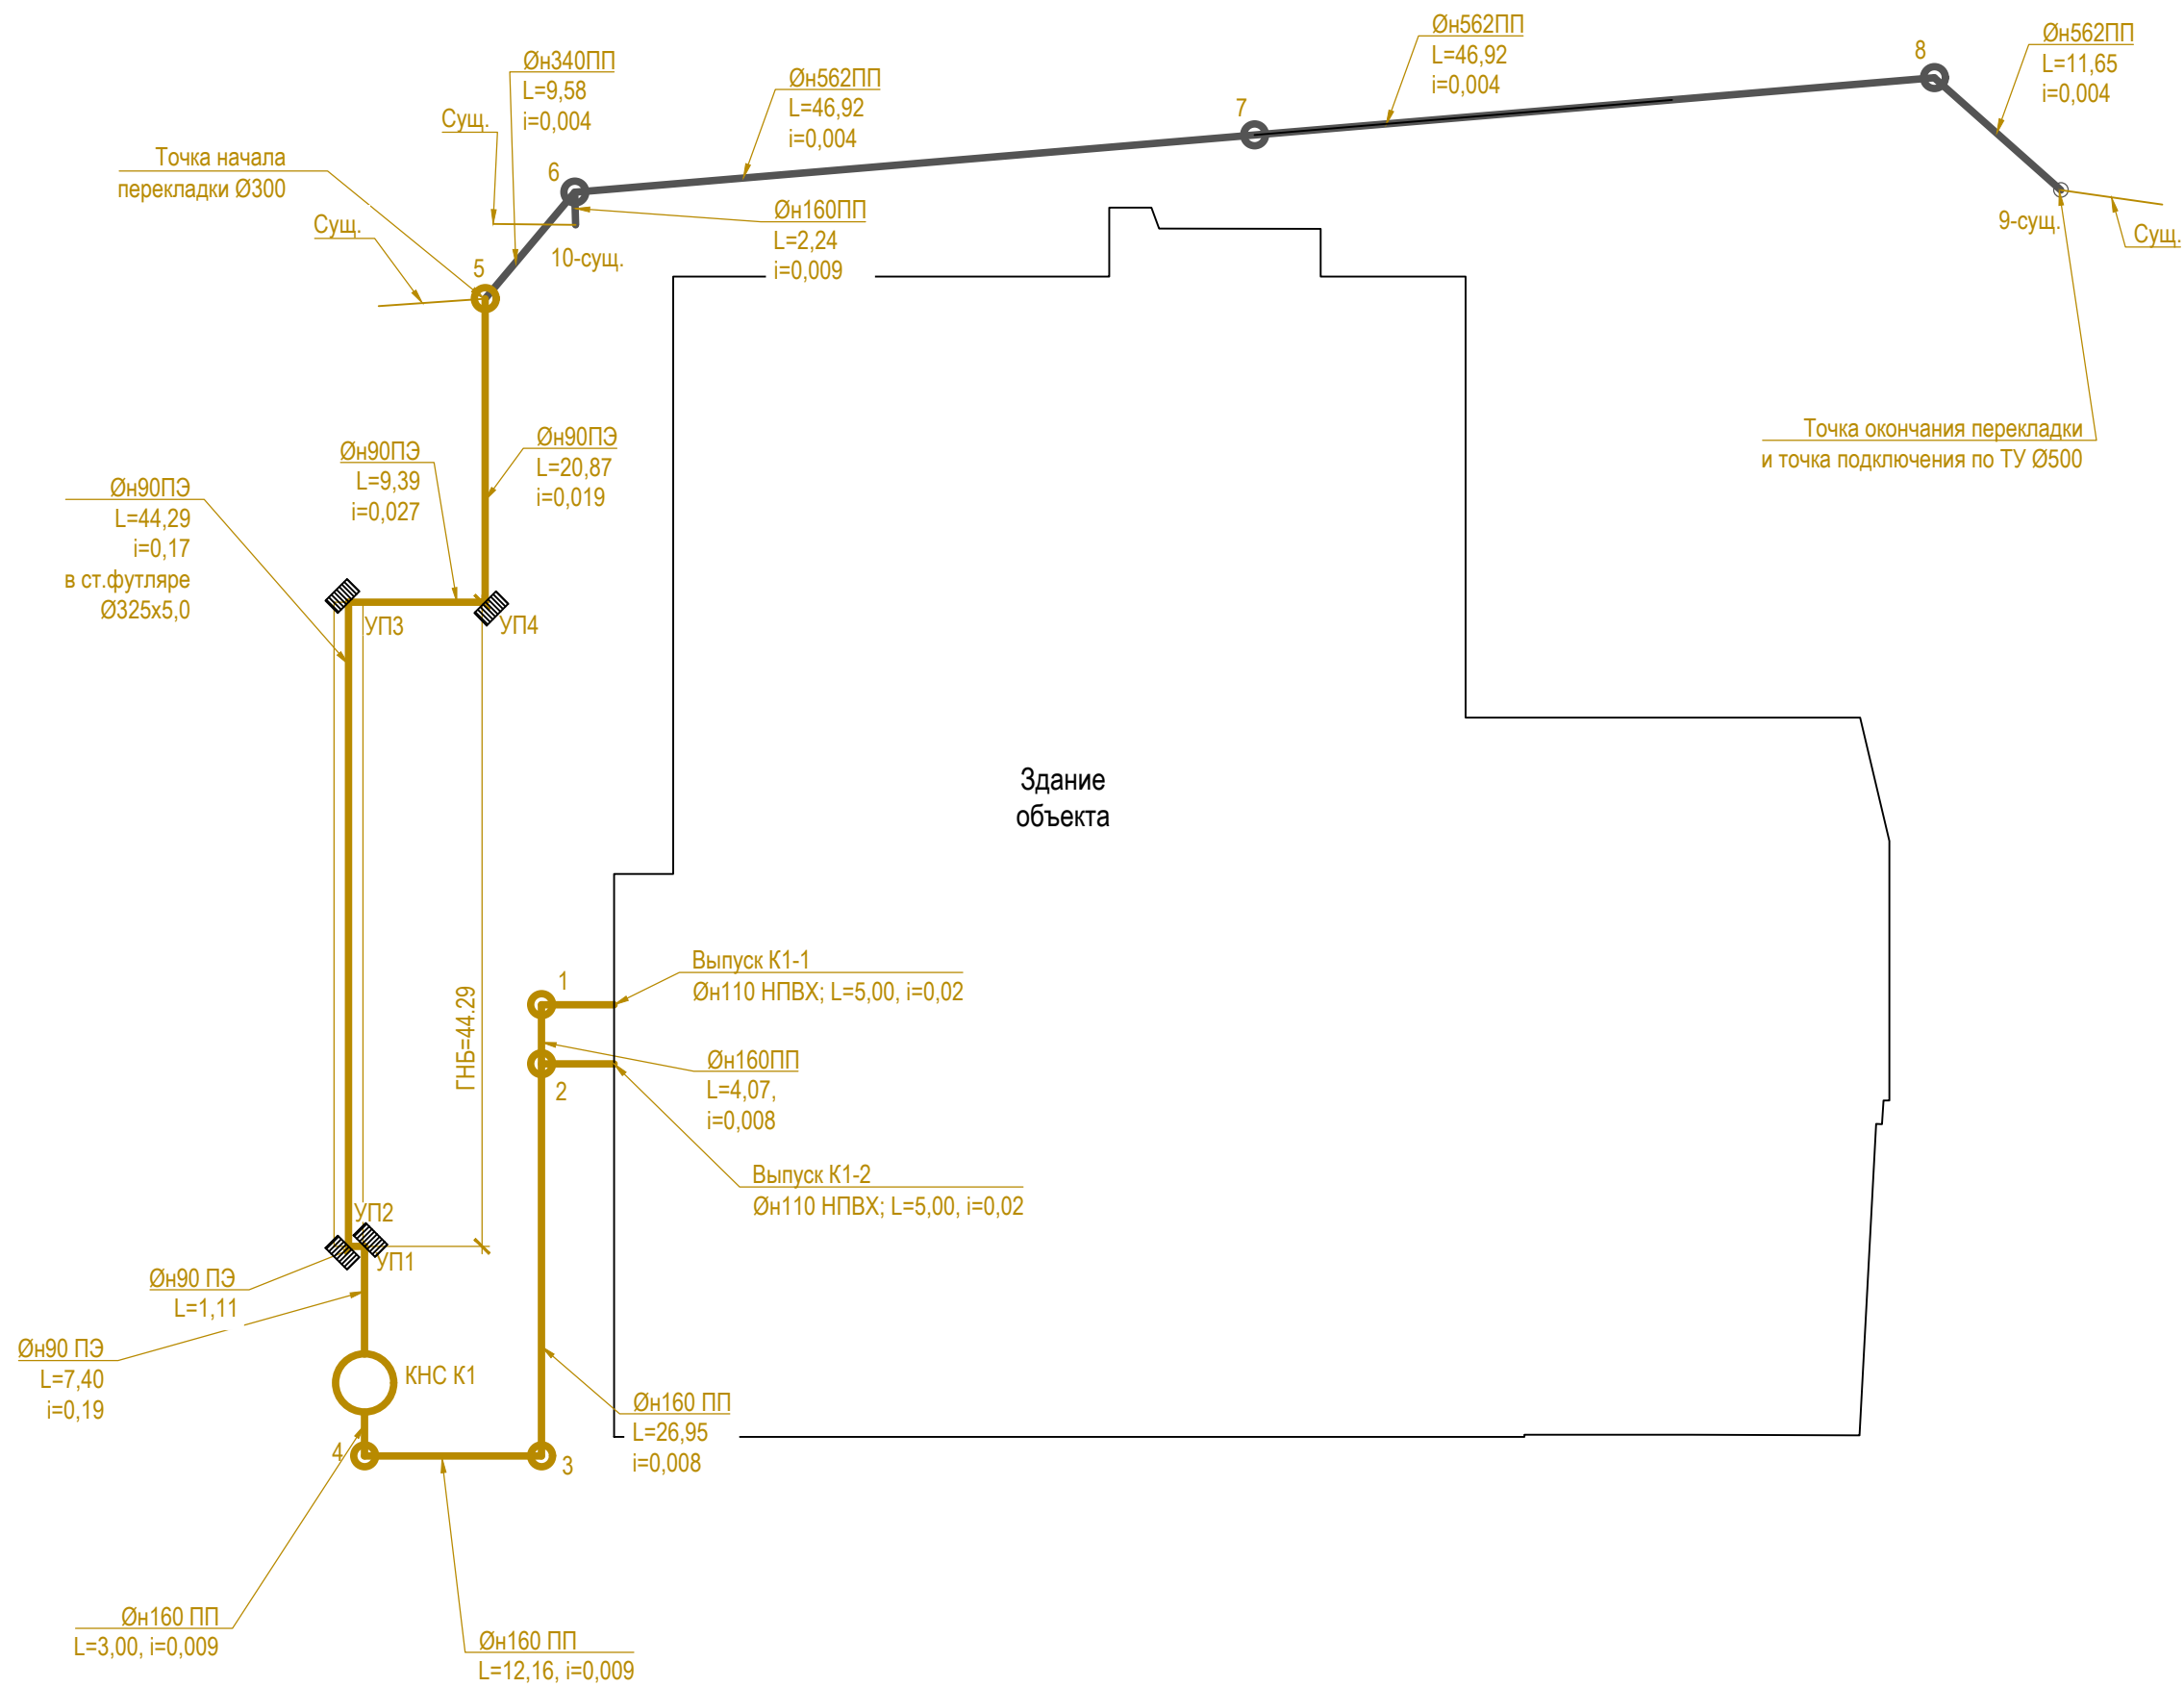 Øн562ПП
L=46,92
i=0,004
8
Øн562ПП
L=11,65
i=0,004
Øн340ПП
L=9,58
i=0,004
Øн562ПП
L=46,92
i=0,004
7
Сущ.
Точка начала
перекладки Ø300
6
Øн160ПП
L=2,24
i=0,009
9-сущ.
Сущ.
Сущ.
10-сущ.
5
Точка окончания перекладки
и точка подключения по ТУ Ø500
Øн90ПЭ
L=20,87
i=0,019
Øн90ПЭ
L=9,39
i=0,027
Øн90ПЭ
L=44,29
i=0,17
в ст.футляре
Ø325х5,0
УП3
УП4
Здание
объекта
ГНБ=44.29
1
Выпуск К1-1
Øн110 НПВХ; L=5,00, i=0,02
Øн160ПП
L=4,07,
i=0,008
2
Выпуск К1-2
Øн110 НПВХ; L=5,00, i=0,02
УП2
УП1
Øн90 ПЭ
L=1,11
Øн90 ПЭ
L=7,40
i=0,19
КНС К1
Øн160 ПП
L=26,95
i=0,008
4
3
Øн160 ПП
L=3,00, i=0,009
Øн160 ПП
L=12,16, i=0,009